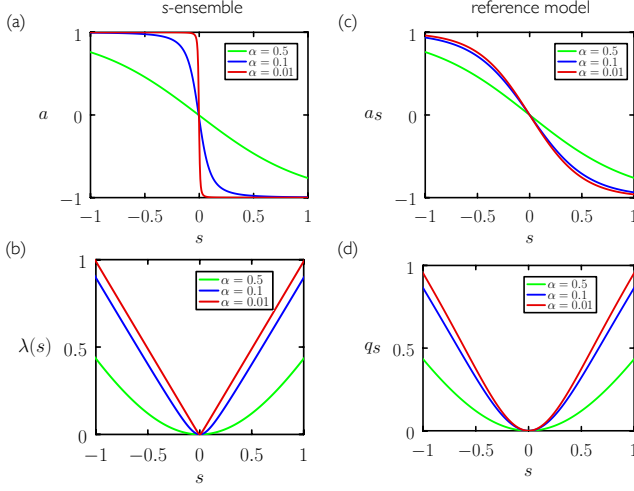 s-ensemble
(a)
1
a
0
−1
−1
−0.5
0
0.5
1
s
α = 0.5
α = 0.1
α = 0.01
reference model
(c)
1
as
0
−1
−1
−0.5
0
0.5
1
s
α = 0.5
α = 0.1
α = 0.01
(b)
1
λ(s)
0.5
0
−1
−0.5
0
0.5
1
s
α = 0.5
α = 0.1
α = 0.01
(d)
1
qs
0.5
0
−1
−0.5
0
0.5
1
s
α = 0.5
α = 0.1
α = 0.01